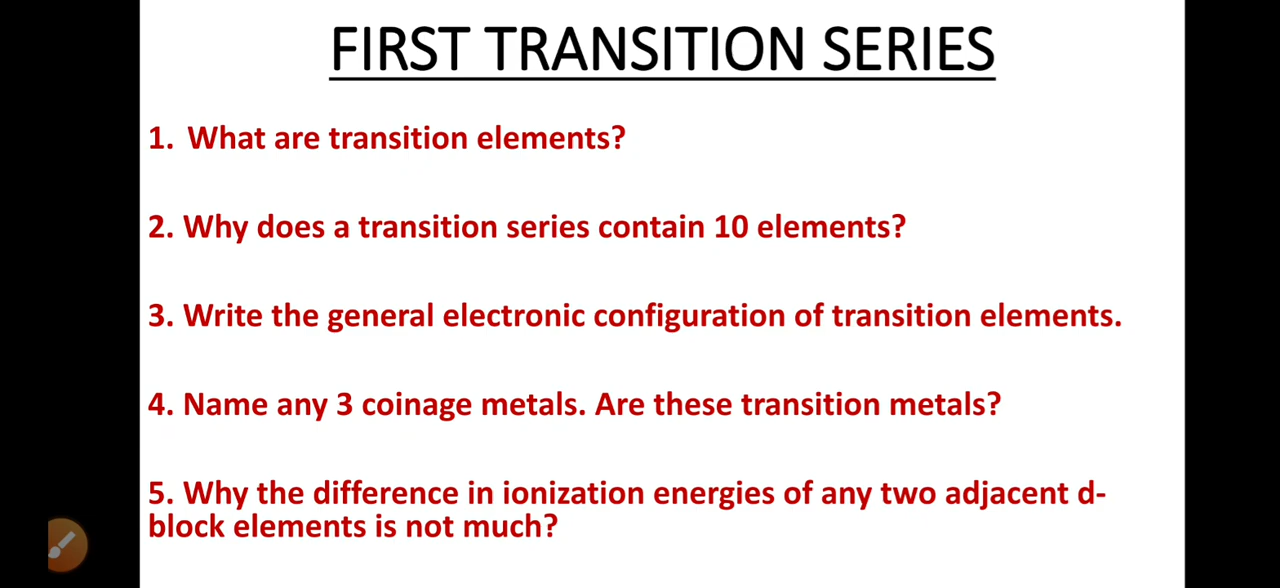 FIRST TRANSITION SERIES
1. What are transition elements?
2. Why does a transition series contain 10 elements?
3. Write the general electronic configuration of transition elements.
4. Name any 3 coinage metals. Are these transition metals?
5. Why the difference in ionization energies of any two adjacent d-
block elements is not much?